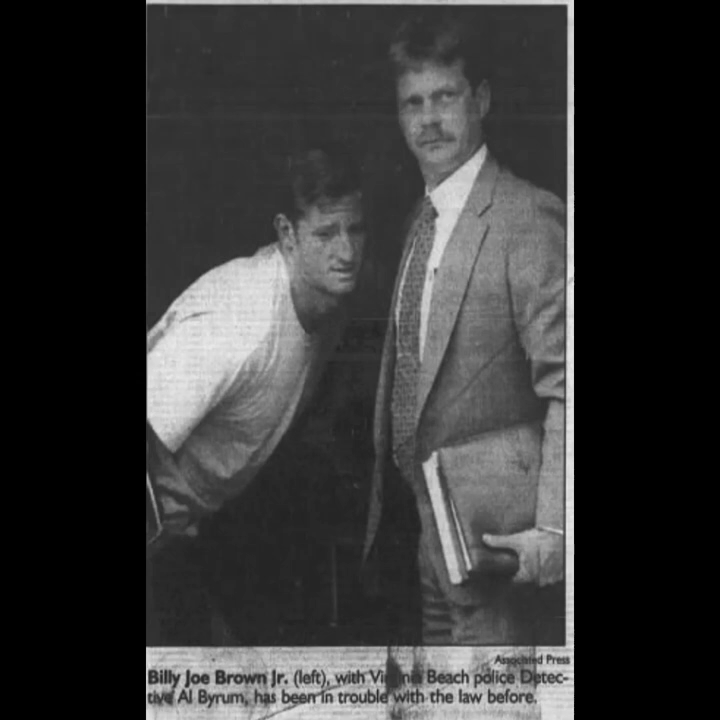 Associated Press
Billy Joe Brown Jr. (left), with Virginia Beach police Detec-
tive Al Byrum, has been in trouble with the law before.